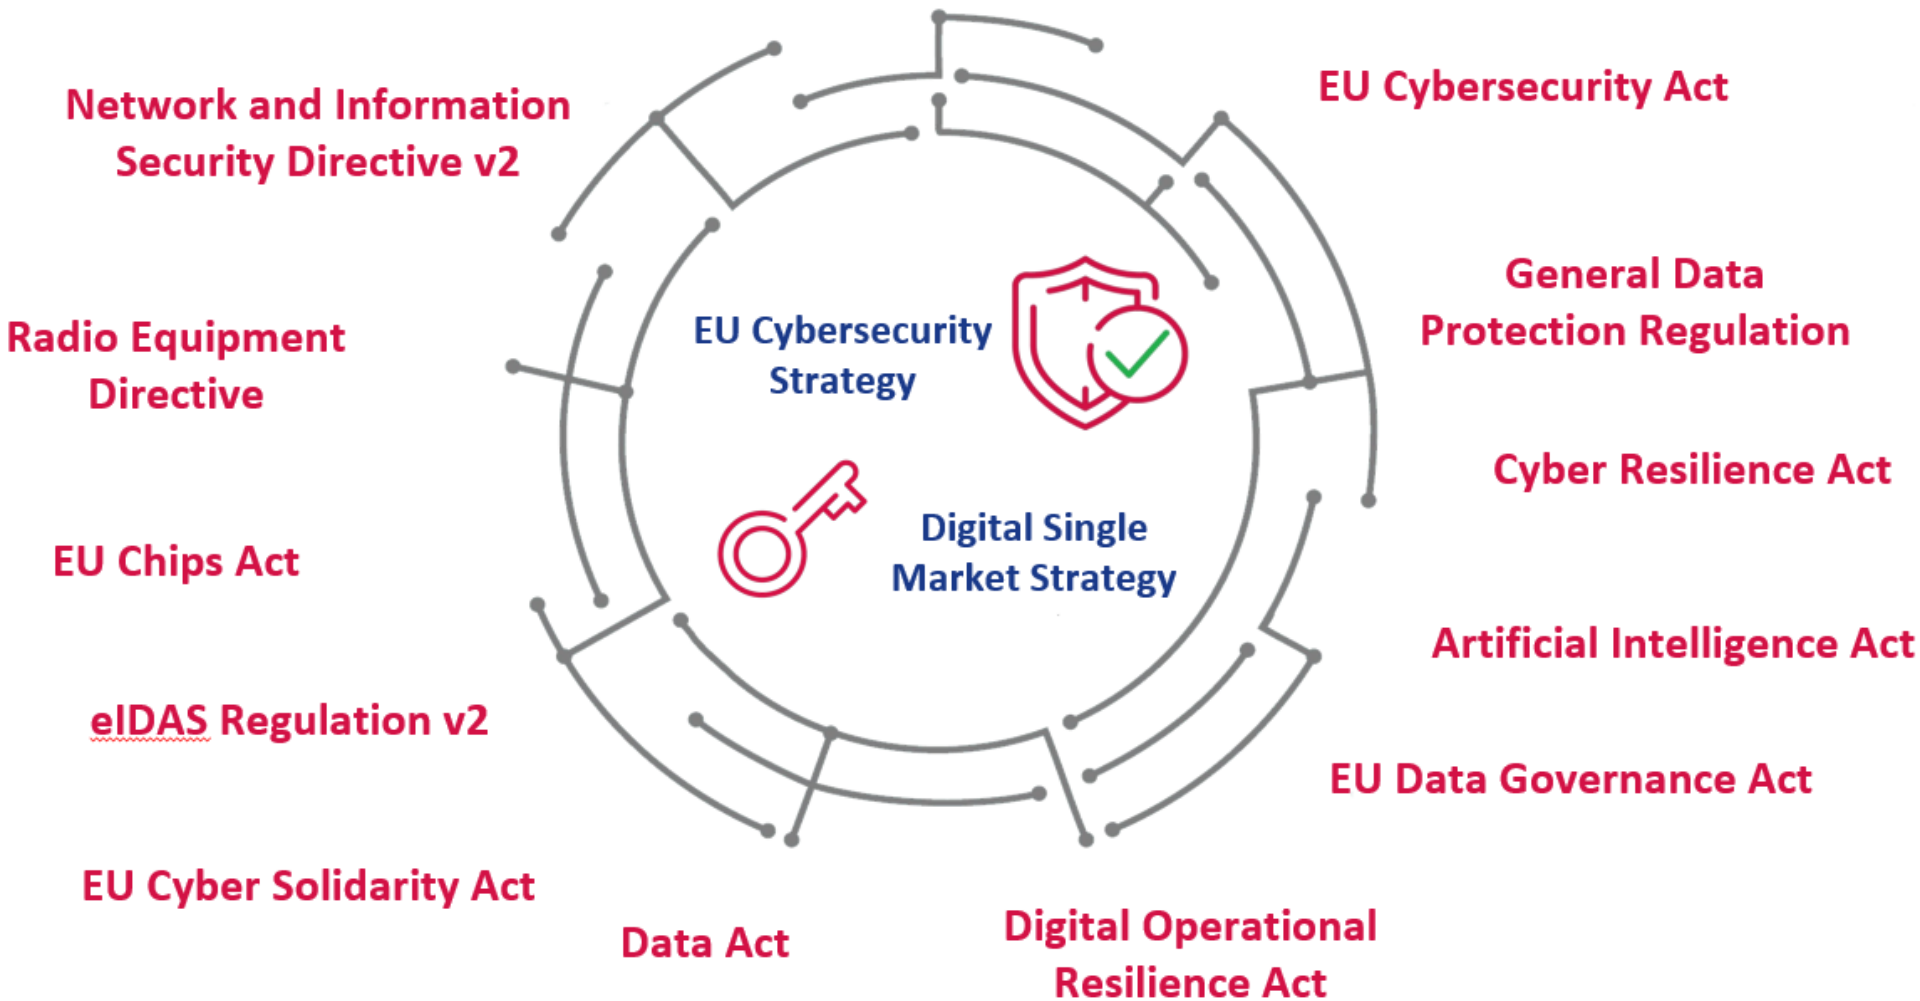 Network and Information
Security Directive v2
EU Cybersecurity Act
General Data
Protection Regulation
Radio Equipment
Directive
EU Cybersecurity
Strategy
Cyber Resilience Act
Digital Single
Market Strategy
EU Chips Act
Artificial Intelligence Act
eIDAS Regulation v2
EU Data Governance Act
EU Cyber Solidarity Act
Data Act
Digital Operational
Resilience Act